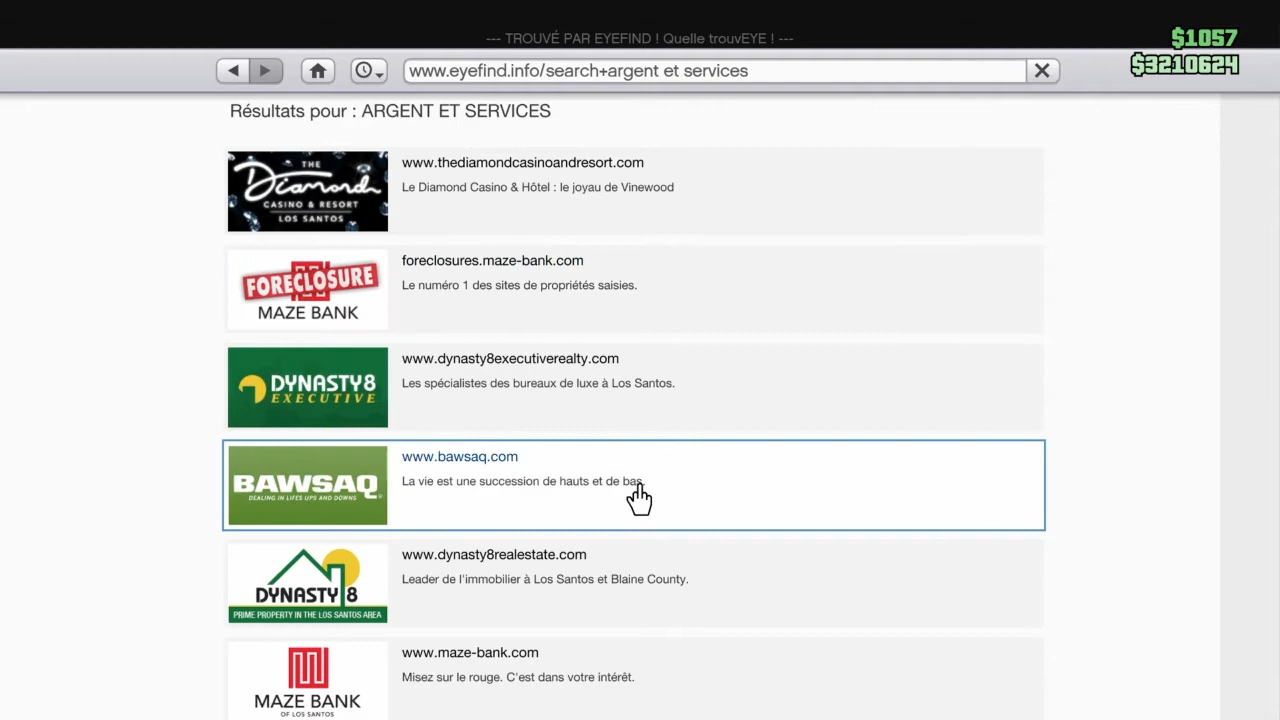 --- TROUVÉ PAR EYEFIND ! Quelle trouvEYE ! ---
$1057
$3210624
www.eyefind.info/search+argent et services
Résultats pour : ARGENT ET SERVICES
THE
Diamond
CASINO & RESORT
LOS SANTOS
www.thediamondcasinoandresort.com
Le Diamond Casino & Hôtel : le joyau de Vinewood
FORECLOSURE
MAZE BANK
foreclosures.maze-bank.com
Le numéro 1 des sites de propriétés saisies.
DYNASTY 8
EXECUTIVE
www.dynasty8executiverealty.com
Les spécialistes des bureaux de luxe à Los Santos.
BAWSAQ
DEALING IN LIFES UPS AND DOWNS
www.bawsaq.com
La vie est une succession de hauts et de bas.
DYNASTY 8
PRIME PROPERTY IN THE LOS SANTOS AREA
www.dynasty8realestate.com
Leader de l'immobilier à Los Santos et Blaine County.
MAZE BANK
OF LOS SANTOS
www.maze-bank.com
Misez sur le rouge. C'est dans votre intérêt.